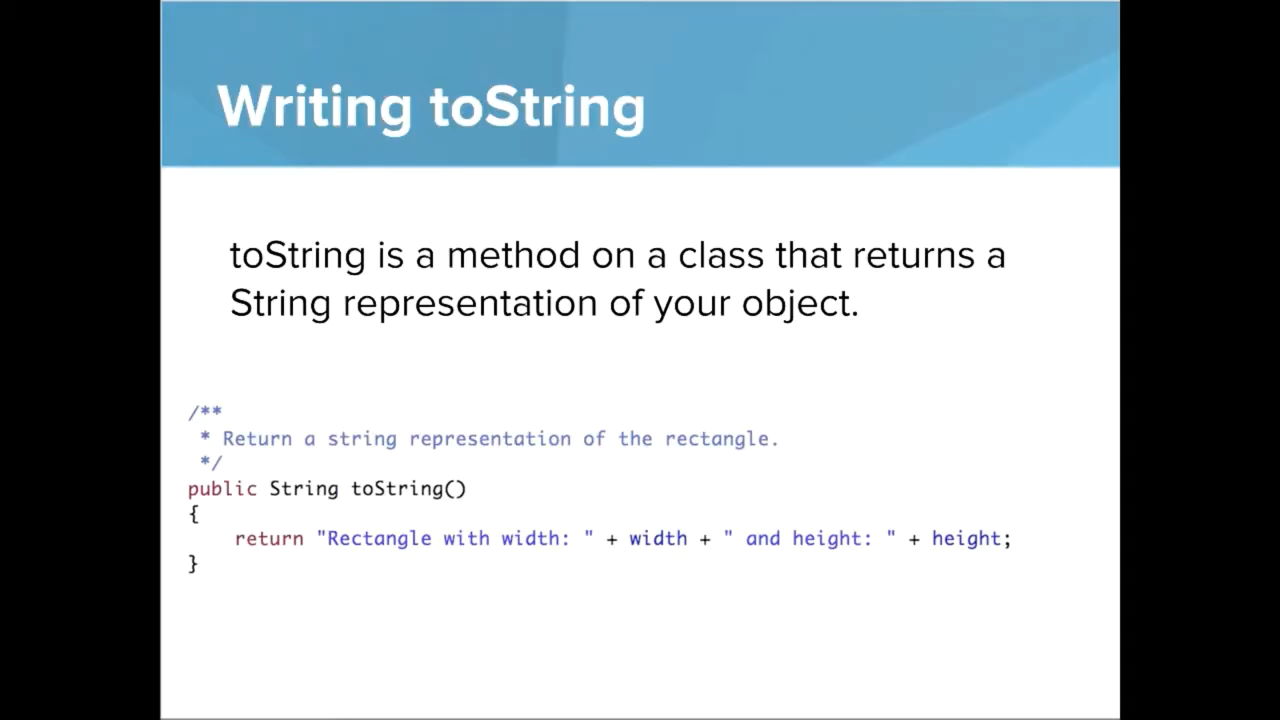 Writing toString
toString is a method on a class that returns a
String representation of your object.
/**
 * Return a string representation of the rectangle.
 */
public String toString()
{
    return "Rectangle with width: " + width + " and height: " + height;
}